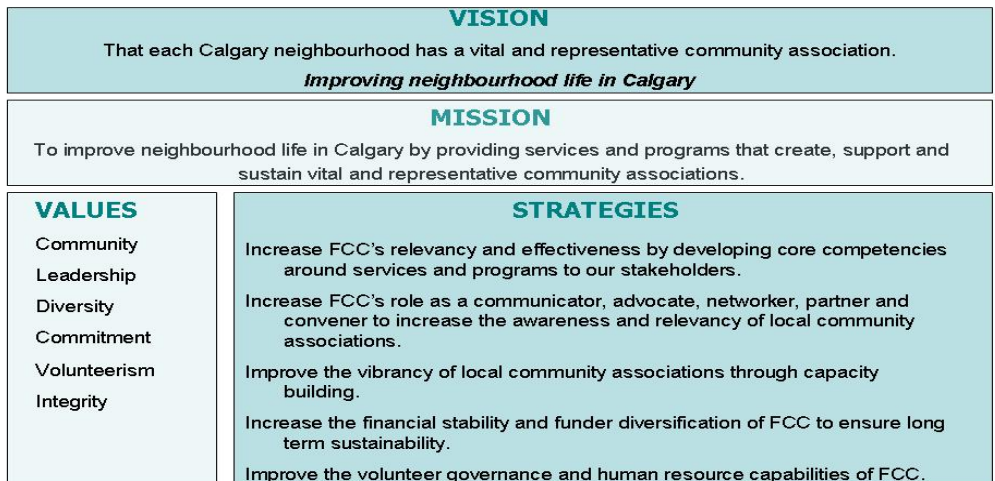 VISION
That each Calgary neighbourhood has a vital and representative community association.
Improving neighbourhood life in Calgary
MISSION
To improve neighbourhood life in Calgary by providing services and programs that create, support and
sustain vital and representative community associations.
VALUES
Community
Leadership
Diversity
Commitment
Volunteerism
Integrity
STRATEGIES
Increase FCC's relevancy and effectiveness by developing core competencies
around services and programs to our stakeholders.
Increase FCC's role as a communicator, advocate, networker, partner and
convener to increase the awareness and relevancy of local community
associations.
Improve the vibrancy of local community associations through capacity
building.
Increase the financial stability and funder diversification of FCC to ensure long
term sustainability.
Improve the volunteer governance and human resource capabilities of FCC.